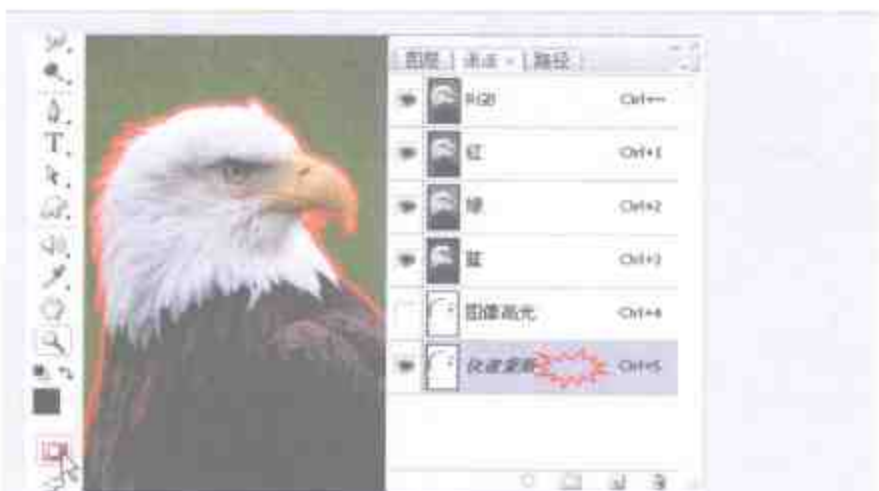 图层 通道 × 路径
RGB
红 Ctrl+1
绿 Ctrl+2
蓝 Ctrl+3
图像高光 Ctrl+4
快速蒙版 Ctrl+5
T